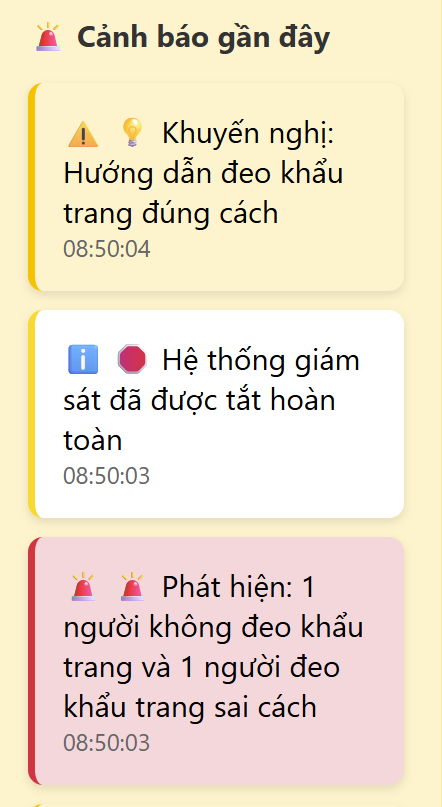 Cảnh báo gần đây
Khuyến nghị:
Hướng dẫn đeo khẩu
trang đúng cách
08:50:04
Hệ thống giám
sát đã được tắt hoàn
toàn
08:50:03
Phát hiện: 1
người không đeo khẩu
trang và 1 người đeo
khẩu trang sai cách
08:50:03